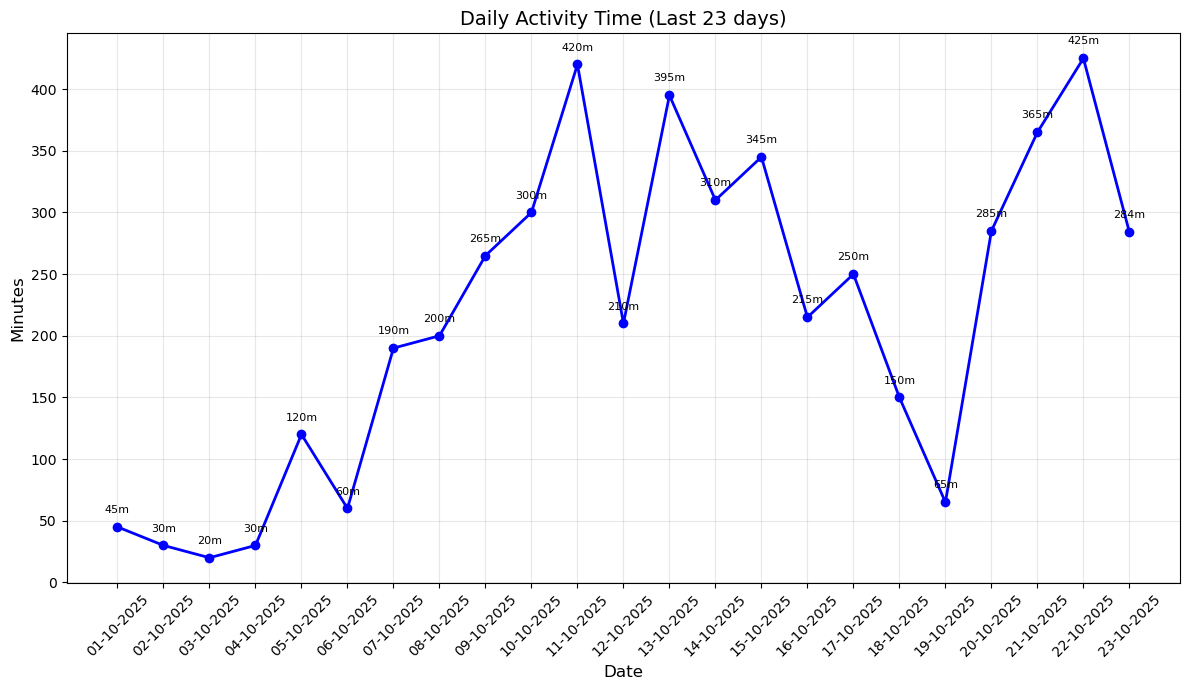 Daily Activity Time (Last 23 days)
Minutes
400
350
300
250
200
150
100
50
0
45m
30m
20m
30m
120m
60m
190m
200m
265m
300m
420m
210m
395m
310m
345m
215m
250m
150m
65m
285m
365m
425m
284m
01-10-2025
02-10-2025
03-10-2025
04-10-2025
05-10-2025
06-10-2025
07-10-2025
08-10-2025
09-10-2025
10-10-2025
11-10-2025
12-10-2025
13-10-2025
14-10-2025
15-10-2025
16-10-2025
17-10-2025
18-10-2025
19-10-2025
20-10-2025
21-10-2025
22-10-2025
23-10-2025
Date